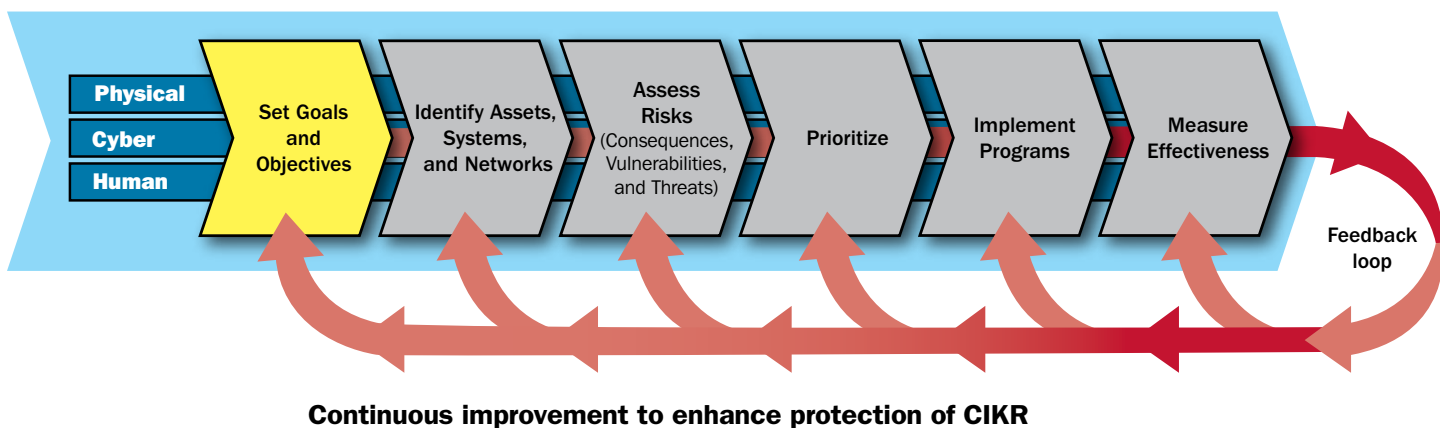 Physical
Cyber
Human
Set Goals
and
Objectives
Identify Assets,
Systems,
and Networks
Assess
Risks
(Consequences,
Vulnerabilities,
and Threats)
Prioritize
Implement
Programs
Measure
Effectiveness
Feedback
loop
Continuous improvement to enhance protection of CIKR